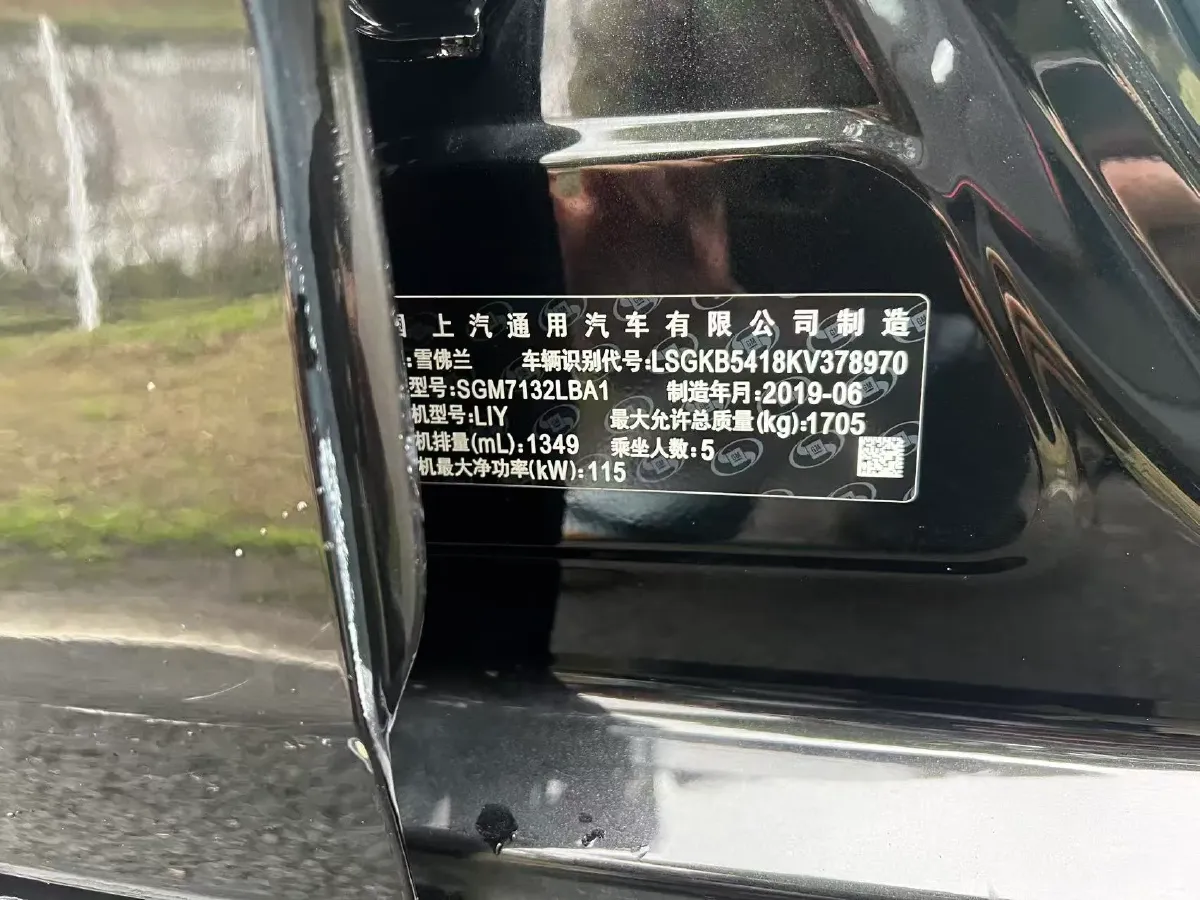 国上汽通用汽车有限公司制造
:雪佛兰 车辆识别代号:LSGKB5418KV378970
型号:SGM7132LBA1 制造年月:2019-06
机型号:LIY 最大允许总质量(kg):1705
机排量(mL):1349 乘坐人数:5
机最大净功率(kW):115